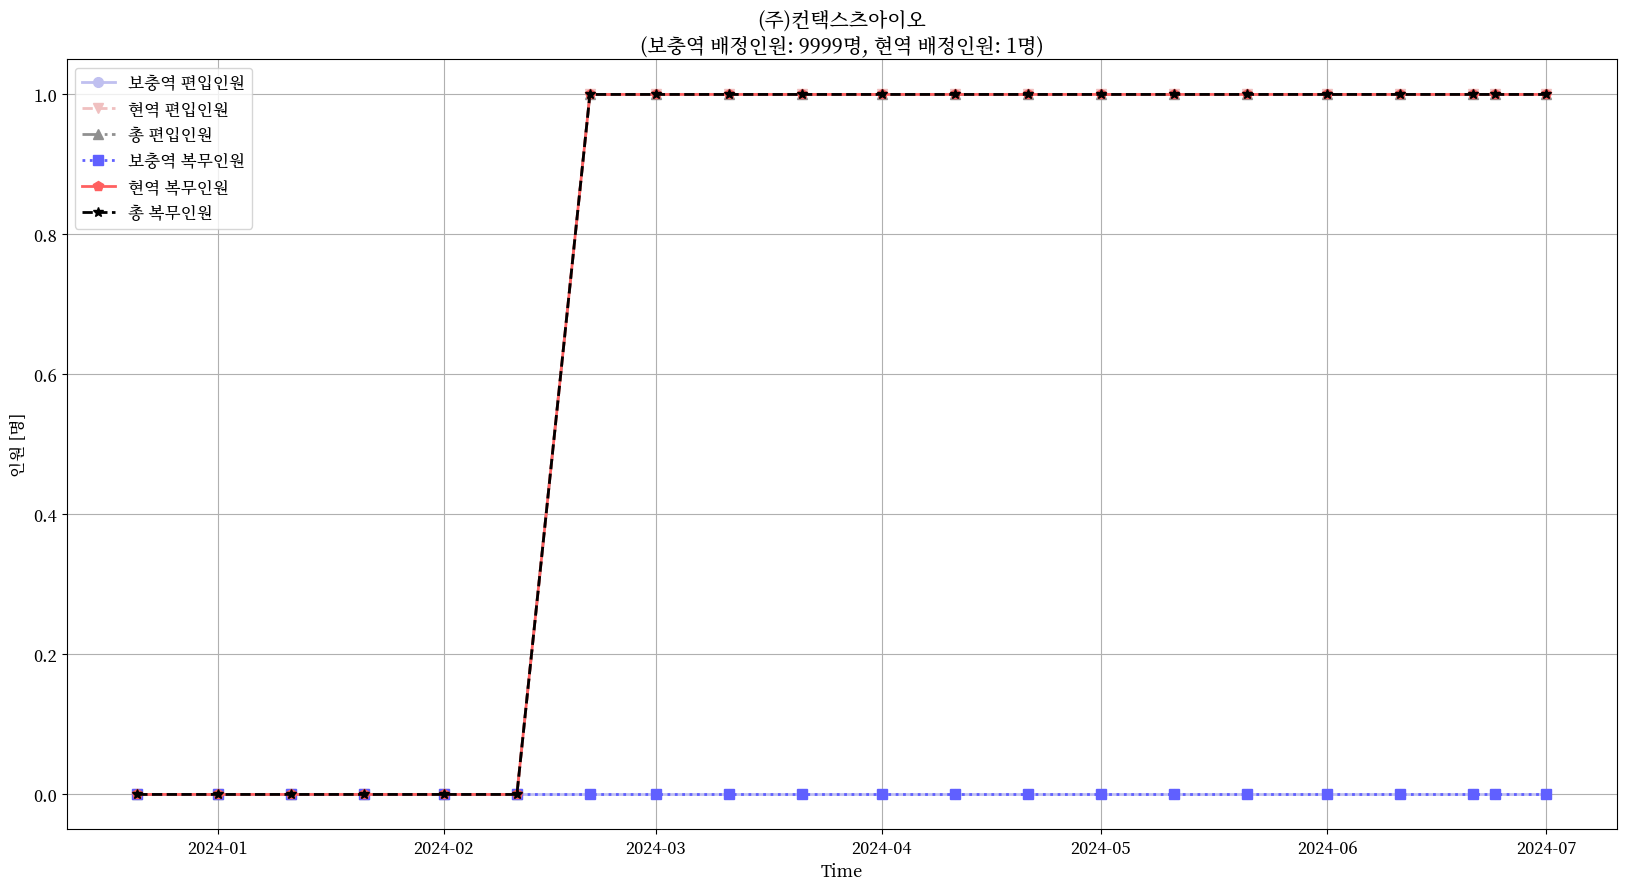 (주)컨택스츠아이오
(보충역 배정인원: 9999명, 현역 배정인원: 1명)
보충역 편입인원
현역 편입인원
총 편입인원
보충역 복무인원
현역 복무인원
총 복무인원
1.0
0.8
0.6
0.4
0.2
0.0
인원 [명]
2024-01 2024-02 2024-03 2024-04 2024-05 2024-06 2024-07
Time